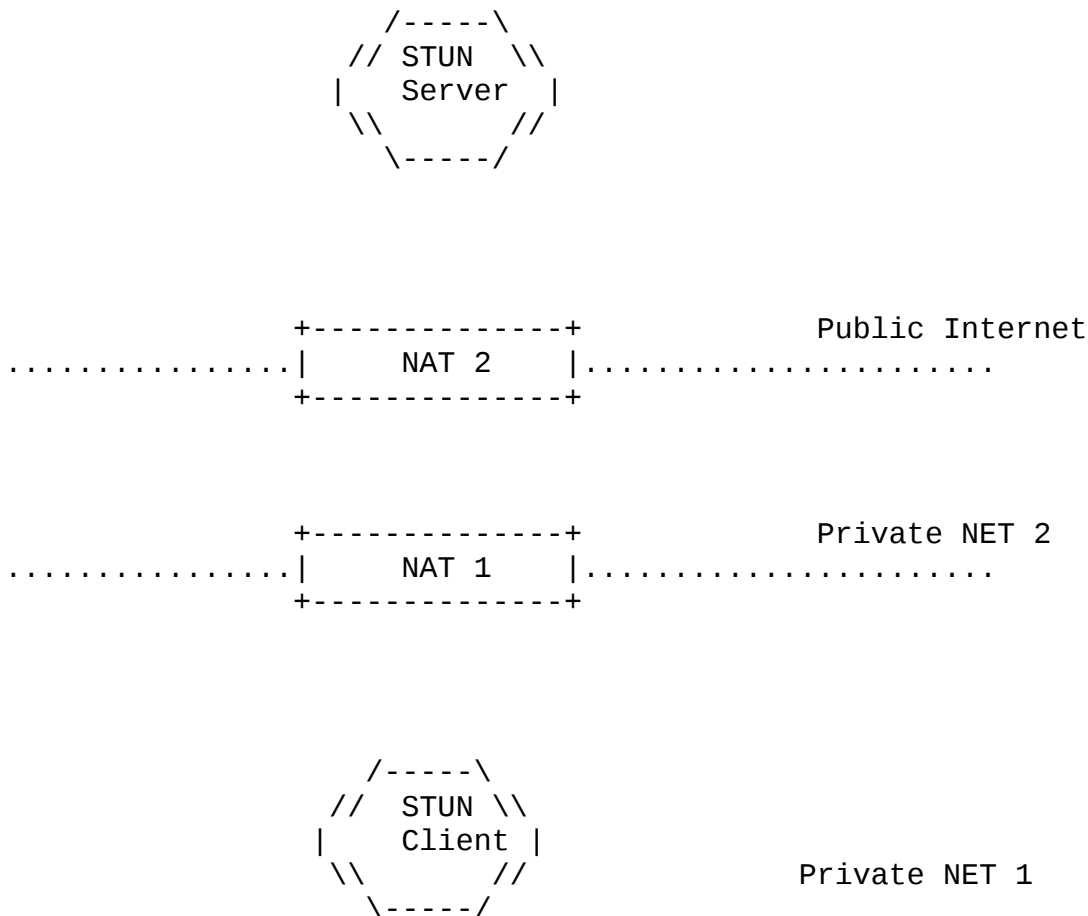 /-----\
// STUN \\
| Server |
\\ //
\-----/
+--------------+ Public Internet
................| NAT 2 |.......................
+--------------+
+--------------+ Private NET 2
................| NAT 1 |.......................
+--------------+
/-----\
// STUN \\
| Client |
\\ // Private NET 1
\-----/